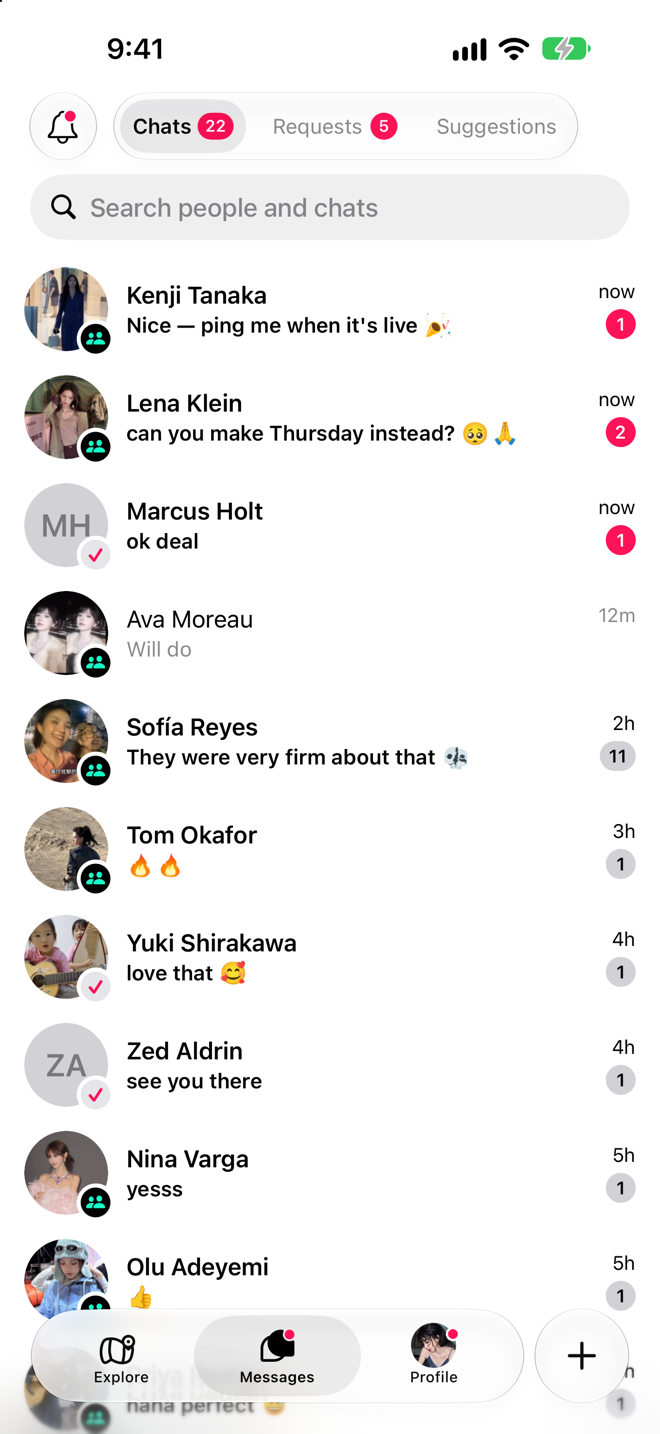 9:41
Chats 22 Requests 5 Suggestions
Search people and chats
Kenji Tanaka now
Nice — ping me when it's live 🎉 1
Lena Klein now
can you make Thursday instead? 🥺 🙏 2
MH Marcus Holt now
ok deal 1
Ava Moreau 12m
Will do
Sofía Reyes 2h
They were very firm about that 11
Tom Okafor 3h
🔥 🔥 1
Yuki Shirakawa 4h
love that 🥰 1
ZA Zed Aldrin 4h
see you there 1
Nina Varga 5h
yesss 1
Olu Adeyemi 5h
👍 1
Explore Messages Profile
haha perfect 1